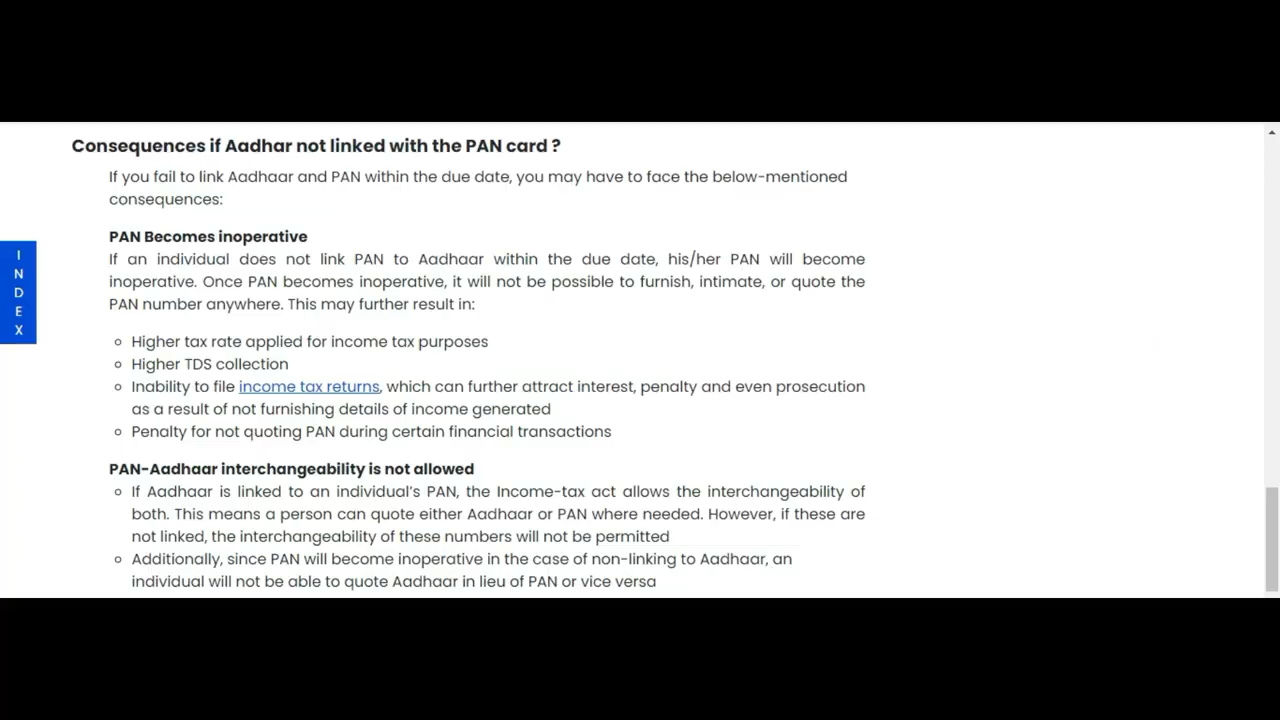 Consequences if Aadhar not linked with the PAN card ?
If you fail to link Aadhaar and PAN within the due date, you may have to face the below-mentioned
consequences:
PAN Becomes inoperative
If an individual does not link PAN to Aadhaar within the due date, his/her PAN will become
inoperative. Once PAN becomes inoperative, it will not be possible to furnish, intimate, or quote the
PAN number anywhere. This may further result in:
Higher tax rate applied for income tax purposes
Higher TDS collection
Inability to file income tax returns, which can further attract interest, penalty and even prosecution
as a result of not furnishing details of income generated
Penalty for not quoting PAN during certain financial transactions
PAN-Aadhaar interchangeability is not allowed
If Aadhaar is linked to an individual's PAN, the Income-tax act allows the interchangeability of
both. This means a person can quote either Aadhaar or PAN where needed. However, if these are
not linked, the interchangeability of these numbers will not be permitted
Additionally, since PAN will become inoperative in the case of non-linking to Aadhaar, an
individual will not be able to quote Aadhaar in lieu of PAN or vice versa
I
N
D
E
X